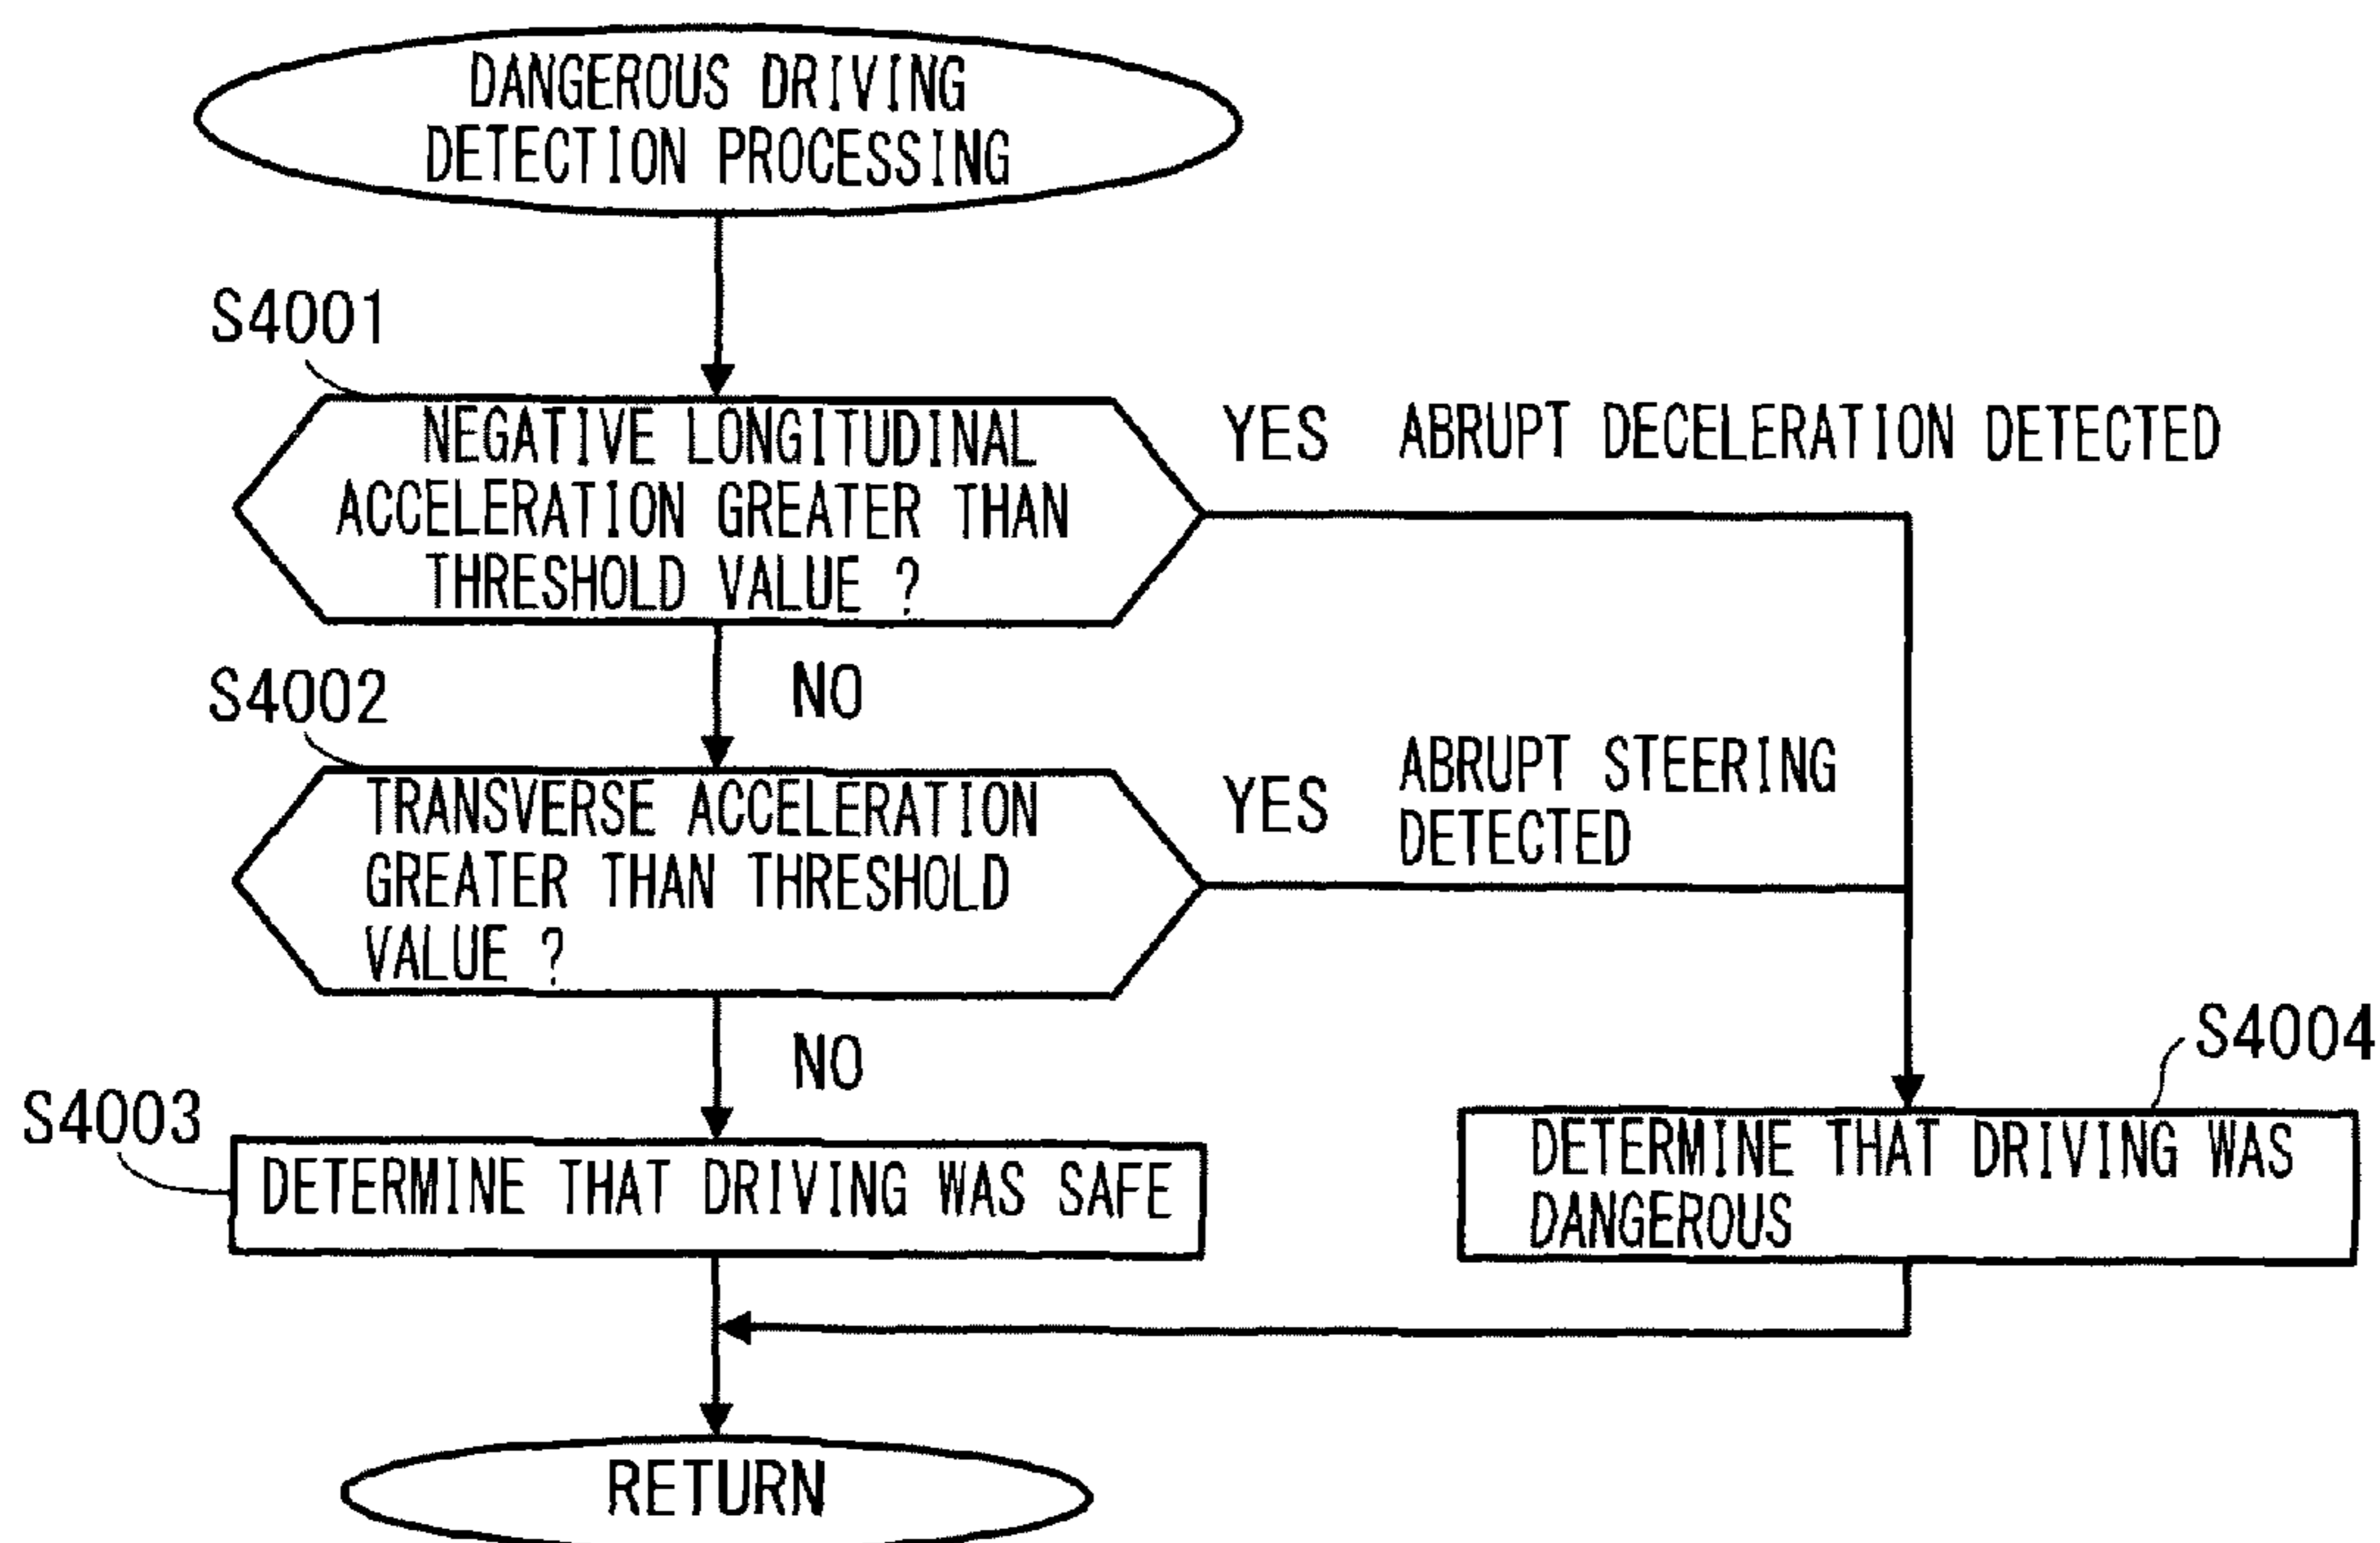 DANGEROUS DRIVING
DETECTION PROCESSING
S4001
NEGATIVE LONGITUDINAL
ACCELERATION GREATER THAN
THRESHOLD VALUE ?
YES ABRUPT DECELERATION DETECTED
NO
S4002
TRANSVERSE ACCELERATION
GREATER THAN THRESHOLD
VALUE ?
YES
ABRUPT STEERING
DETECTED
NO
S4003
DETERMINE THAT DRIVING WAS SAFE
S4004
DETERMINE THAT DRIVING WAS
DANGEROUS
RETURN